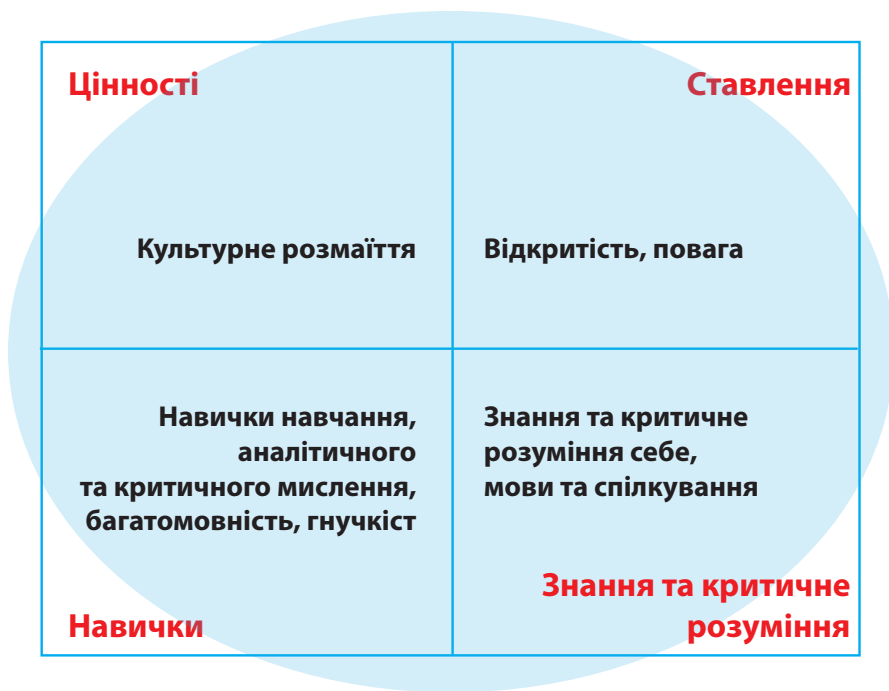 Цінності
Ставлення
Культурне розмаїття
Відкритість, повага
Навички навчання,
аналітичного
та критичного мислення,
багатомовність, гнучкіст
Знання та критичне
розуміння себе,
мови та спілкування
Навички
Знання та критичне
розуміння